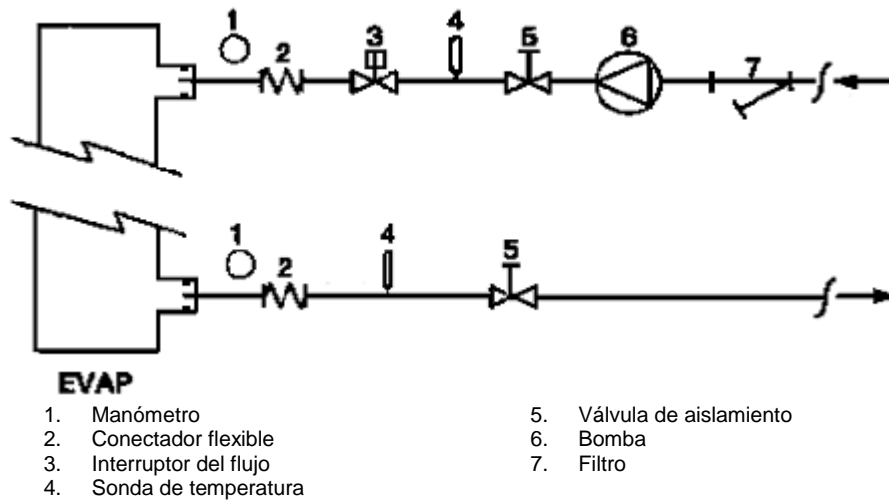 1 2 3 4 5 6 7
1 2 4 5
EVAP
1. Manómetro
2. Conectador flexible
3. Interruptor del flujo
4. Sonda de temperatura
5. Válvula de aislamiento
6. Bomba
7. Filtro